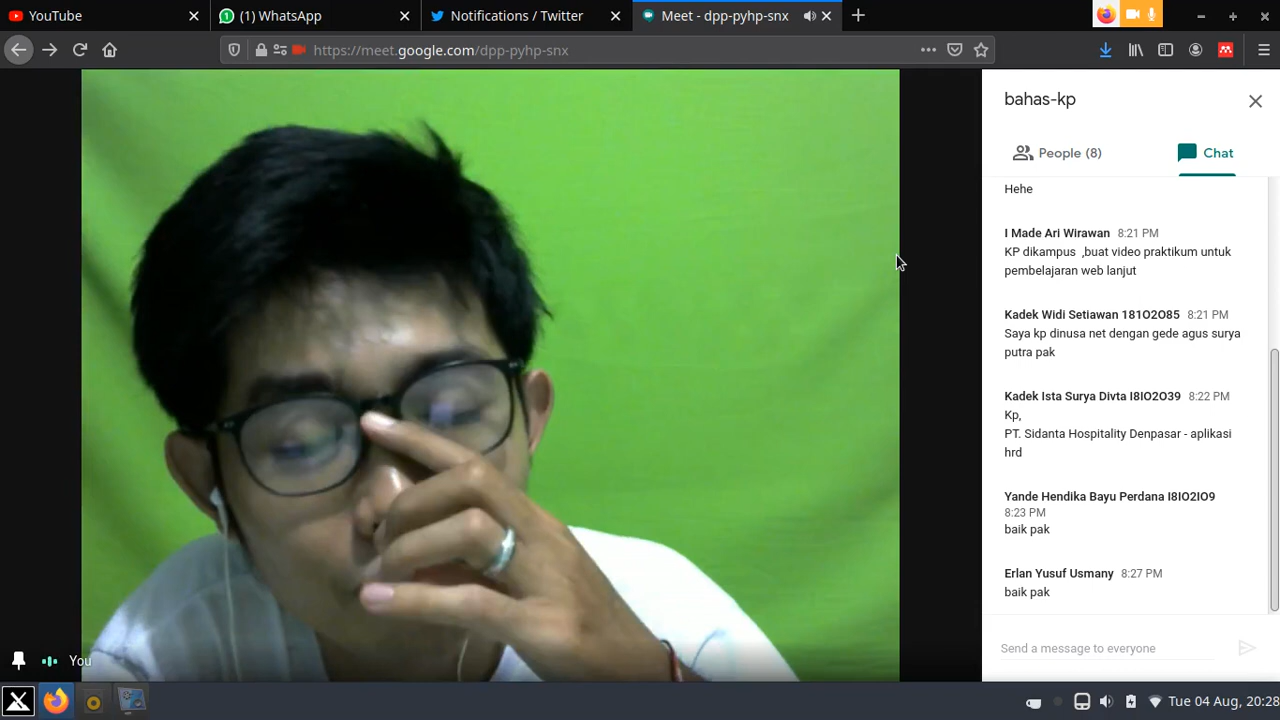 YouTube
(1) WhatsApp
Notifications / Twitter
Meet - dpp-pyhp-snx
https://meet.google.com/dpp-pyhp-snx
bahas-kp
People (8)
Chat
Hehe
I Made Ari Wirawan 8:21 PM
KP dikampus ,buat video praktikum untuk
pembelajaran web lanjut
Kadek Widi Setiawan 181O2O85 8:21 PM
Saya kp dinusa net dengan gede agus surya
putra pak
Kadek Ista Surya Divta I8IO2O39 8:22 PM
Kp,
PT. Sidanta Hospitality Denpasar - aplikasi
hrd
Yande Hendika Bayu Perdana I8IO2IO9
8:23 PM
baik pak
Erlan Yusuf Usmany 8:27 PM
baik pak
Send a message to everyone
You
Tue 04 Aug, 20:28